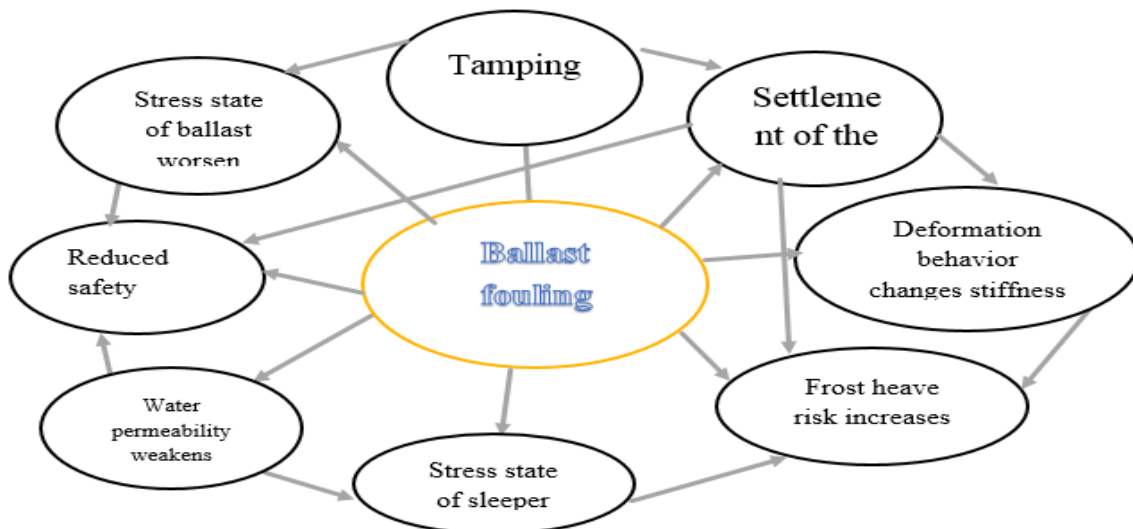 Tamping
Stress state
of ballast
worsen
Settleme
nt of the
Ballast
fouling
Reduced
safety
Deformation
behavior
changes stiffness
Water
permeability
weakens
Frost heave
risk increases
Stress state
of sleeper